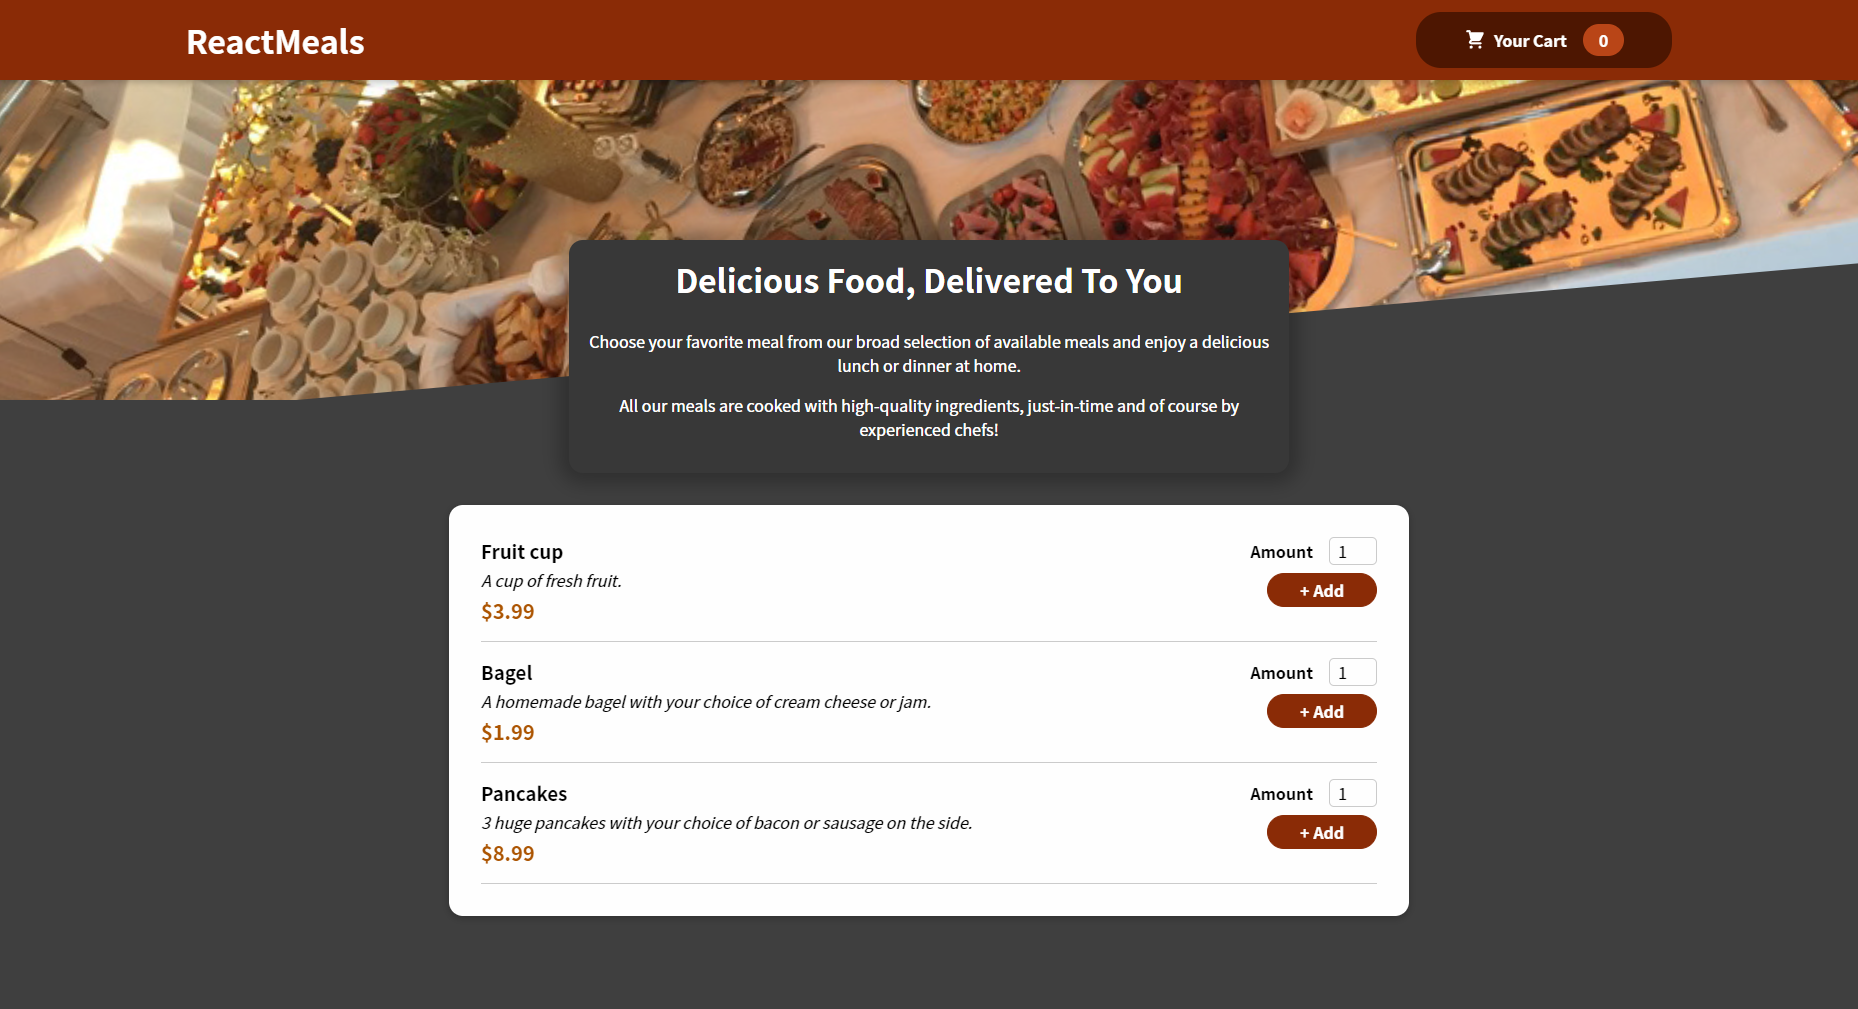 ReactMeals
Your Cart 0
Delicious Food, Delivered To You
Choose your favorite meal from our broad selection of available meals and enjoy a delicious
lunch or dinner at home.
All our meals are cooked with high-quality ingredients, just-in-time and of course by
experienced chefs!
Fruit cup
A cup of fresh fruit.
$3.99
Amount 1
+ Add
Bagel
A homemade bagel with your choice of cream cheese or jam.
$1.99
Amount 1
+ Add
Pancakes
3 huge pancakes with your choice of bacon or sausage on the side.
$8.99
Amount 1
+ Add